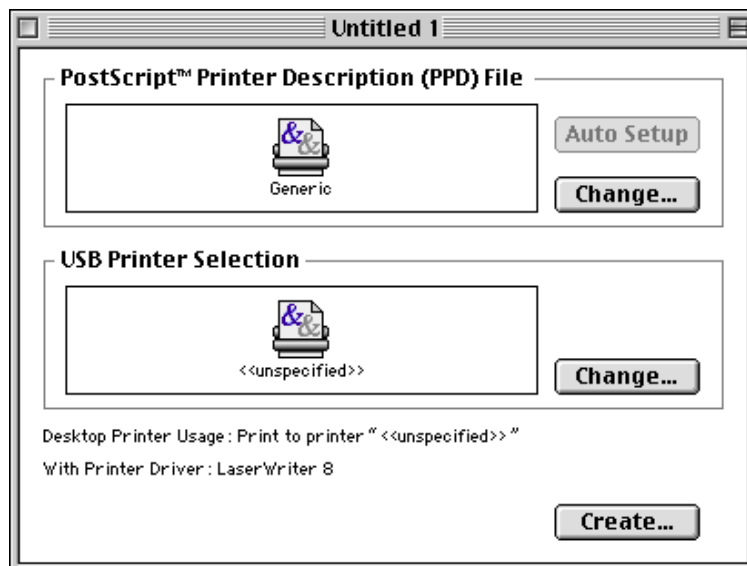 Untitled 1
PostScript™ Printer Description (PPD) File
Generic
Auto Setup
Change...
USB Printer Selection
<<unspecified>>
Change...
Desktop Printer Usage : Print to printer “ <<unspecified>> ”
With Printer Driver : LaserWriter 8
Create...